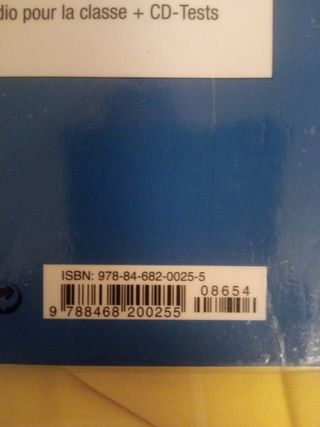 dio pour la classe + CD-Tests
ISBN: 978-84-682-0025-5
08654
9 788468 200255